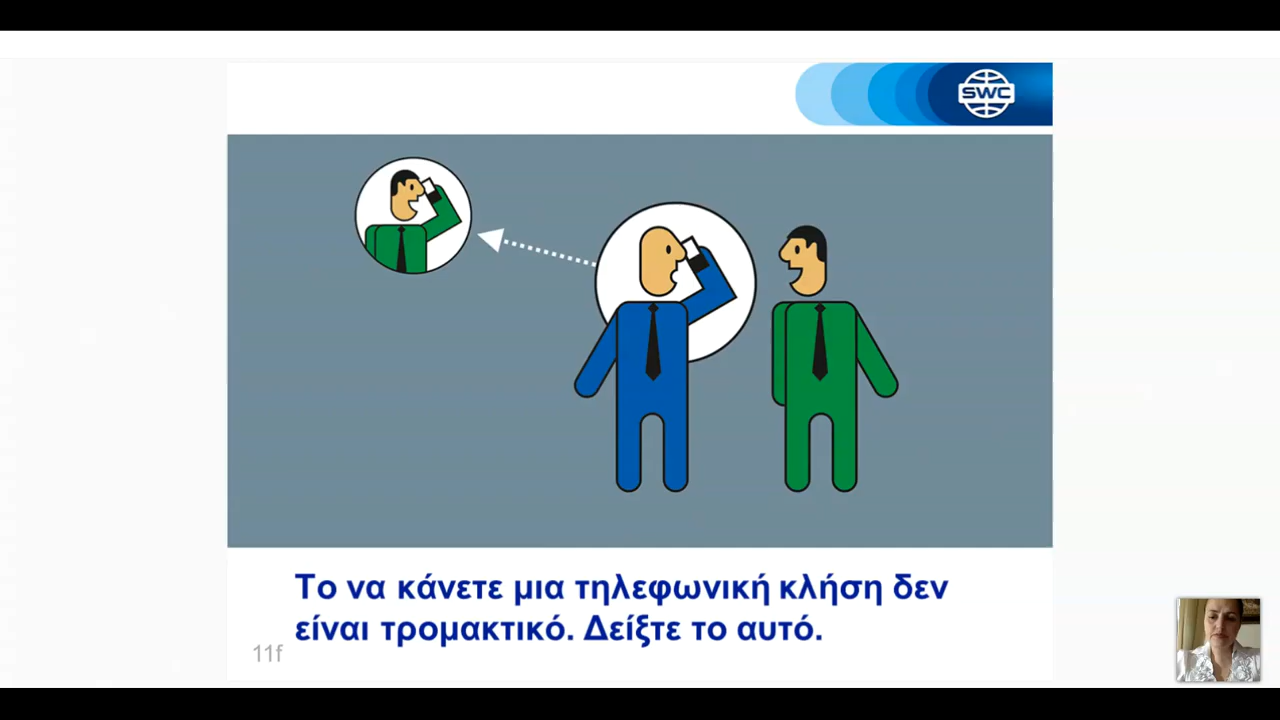 SWC
Το να κάνετε μια τηλεφωνική κλήση δεν
είναι τρομακτικό. Δείξτε το αυτό.
11f